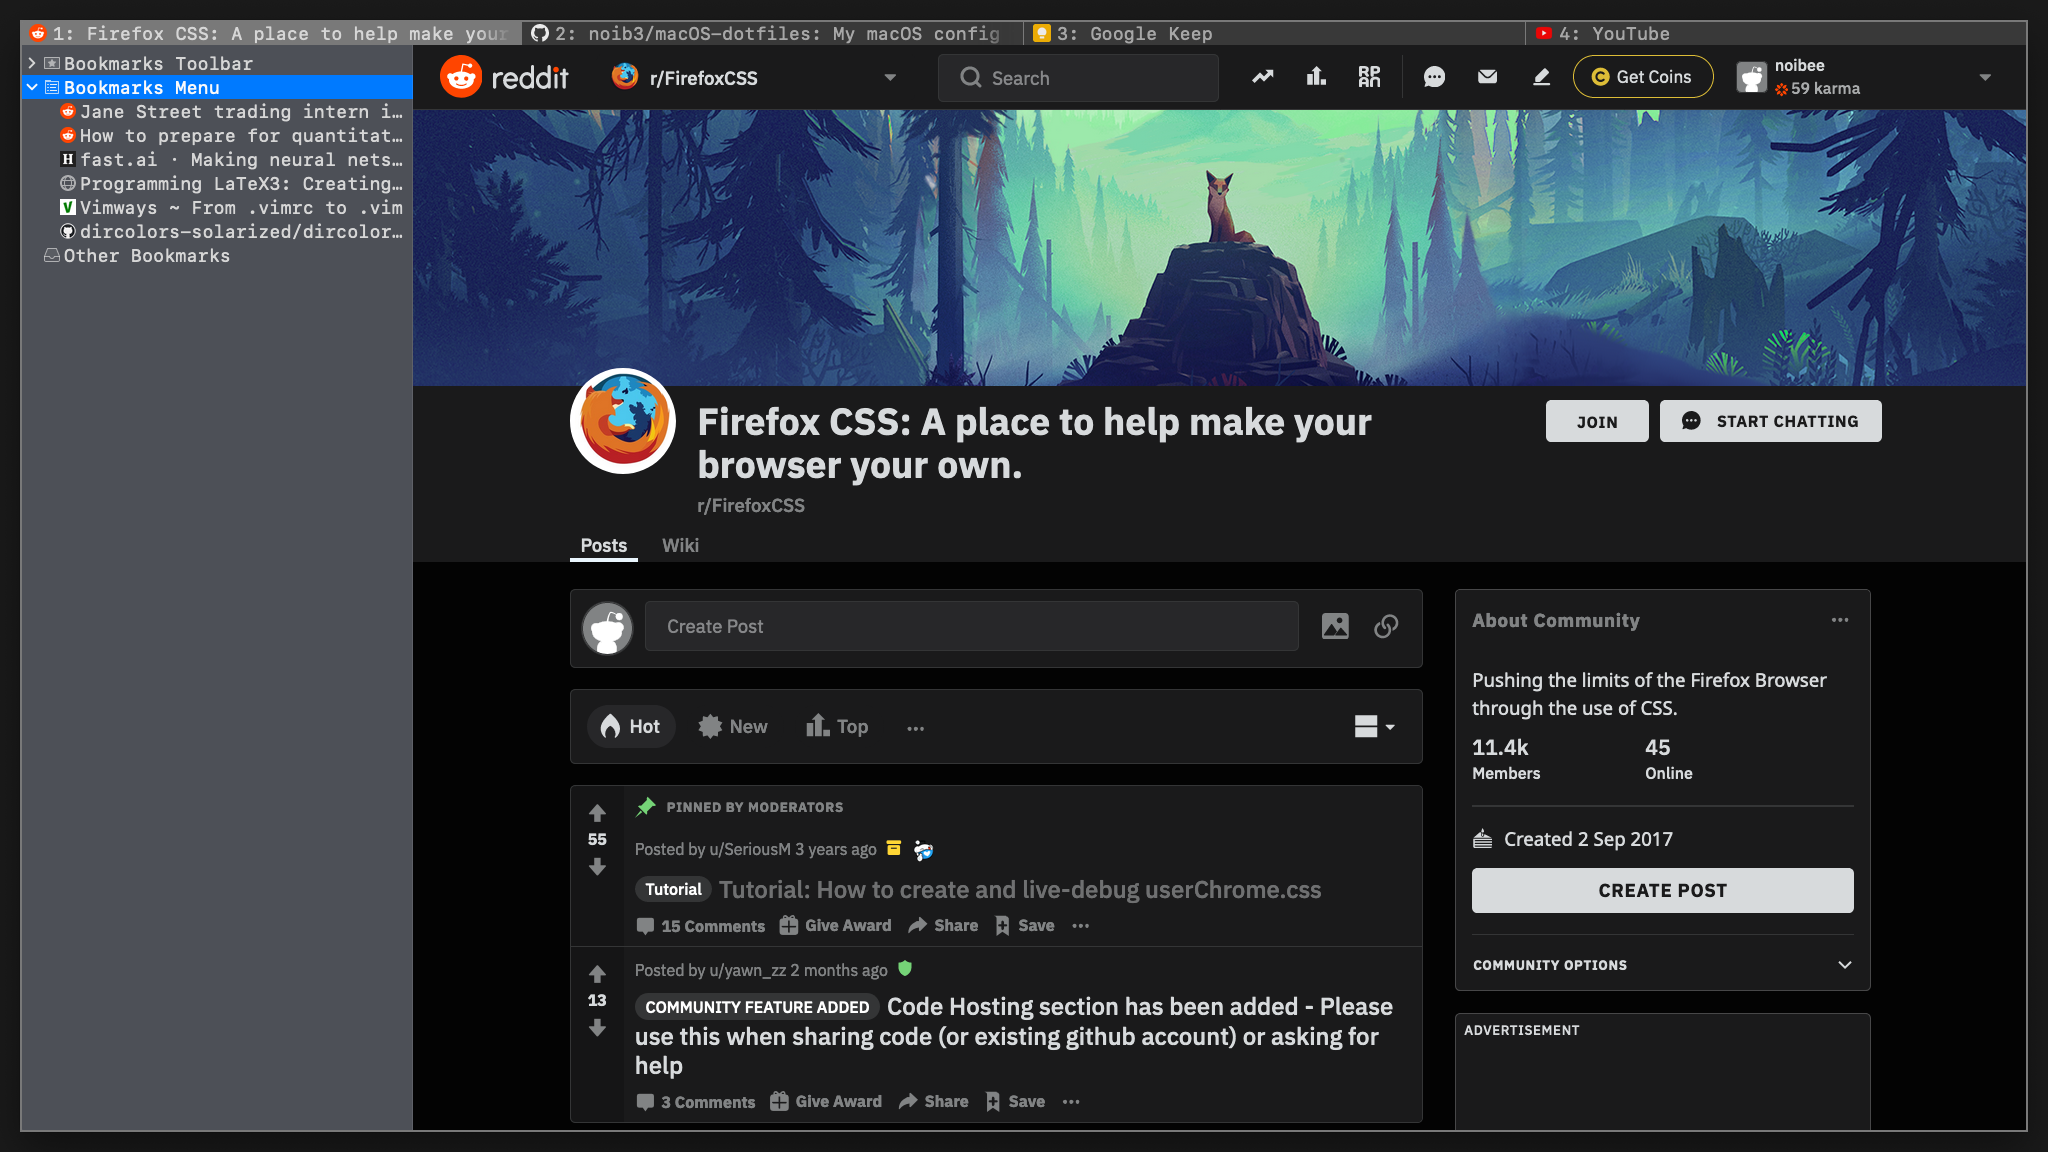 1: Firefox CSS: A place to help make your
2: noib3/macOS-dotfiles: My macOS config
3: Google Keep
4: YouTube
Bookmarks Toolbar
Bookmarks Menu
Jane Street trading intern i…
How to prepare for quantitat…
H fast.ai · Making neural nets…
Programming LaTeX3: Creating…
V Vimways ~ From .vimrc to .vim
dircolors-solarized/dircolor…
Other Bookmarks
reddit
r/FirefoxCSS
Search
RPAN
C Get Coins
noibee
59 karma
Firefox CSS: A place to help make your
browser your own.
r/FirefoxCSS
JOIN
START CHATTING
Posts
Wiki
Create Post
Hot
New
Top
PINNED BY MODERATORS
55
Posted by u/SeriousM 3 years ago
Tutorial Tutorial: How to create and live-debug userChrome.css
15 Comments Give Award Share Save
Posted by u/yawn_zz 2 months ago
13
COMMUNITY FEATURE ADDED Code Hosting section has been added - Please
use this when sharing code (or existing github account) or asking for
help
3 Comments Give Award Share Save
About Community
Pushing the limits of the Firefox Browser
through the use of CSS.
11.4k 45
Members Online
Created 2 Sep 2017
CREATE POST
COMMUNITY OPTIONS
ADVERTISEMENT